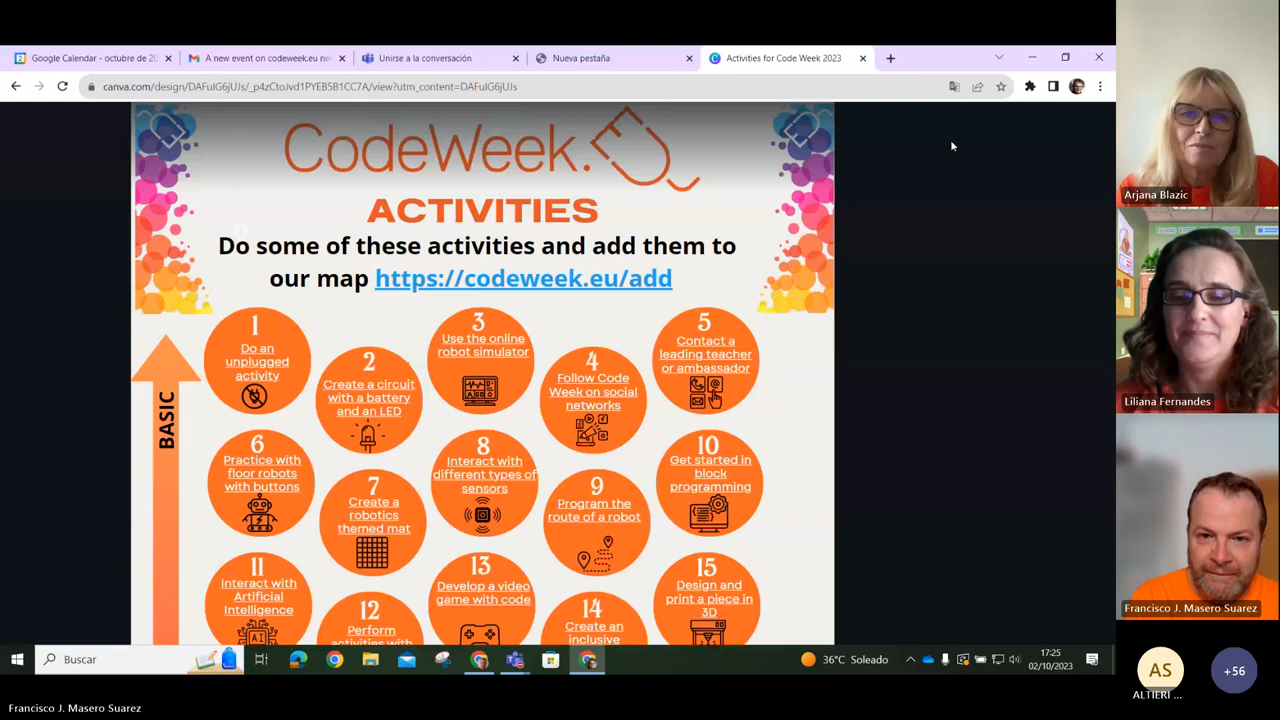 Google Calendar - octubre de 20
A new event on codeweek.eu ne
Unirse a la conversación
Nueva pestaña
Activities for Code Week 2023
canva.com/design/DAFuIG6jUJs/_p4zCtoJvd1PYEB5B1CC7A/view?utm_content=DAFuIG6jUJs
CodeWeek.
ACTIVITIES
Do some of these activities and add them to
our map https://codeweek.eu/add
BASIC
1
Do an
unplugged
activity
2
Create a circuit
with a battery
and an LED
3
Use the online
robot simulator
4
Follow Code
Week on social
networks
5
Contact a
leading teacher
or ambassador
6
Practice with
floor robots
with buttons
7
Create a
robotics
themed mat
8
Interact with
different types of
sensors
9
Program the
route of a robot
10
Get started in
block
programming
11
Interact with
Artificial
Intelligence
AI
12
Perform
activities with
13
Develop a video
game with code
14
Create an
inclusive
15
Design and
print a piece in
3D
Arjana Blazic
Liliana Fernandes
Francisco J. Masero Suarez
AS
ALTIERI ...
+56
Buscar
36°C Soleado
17:25
02/10/2023
Francisco J. Masero Suarez